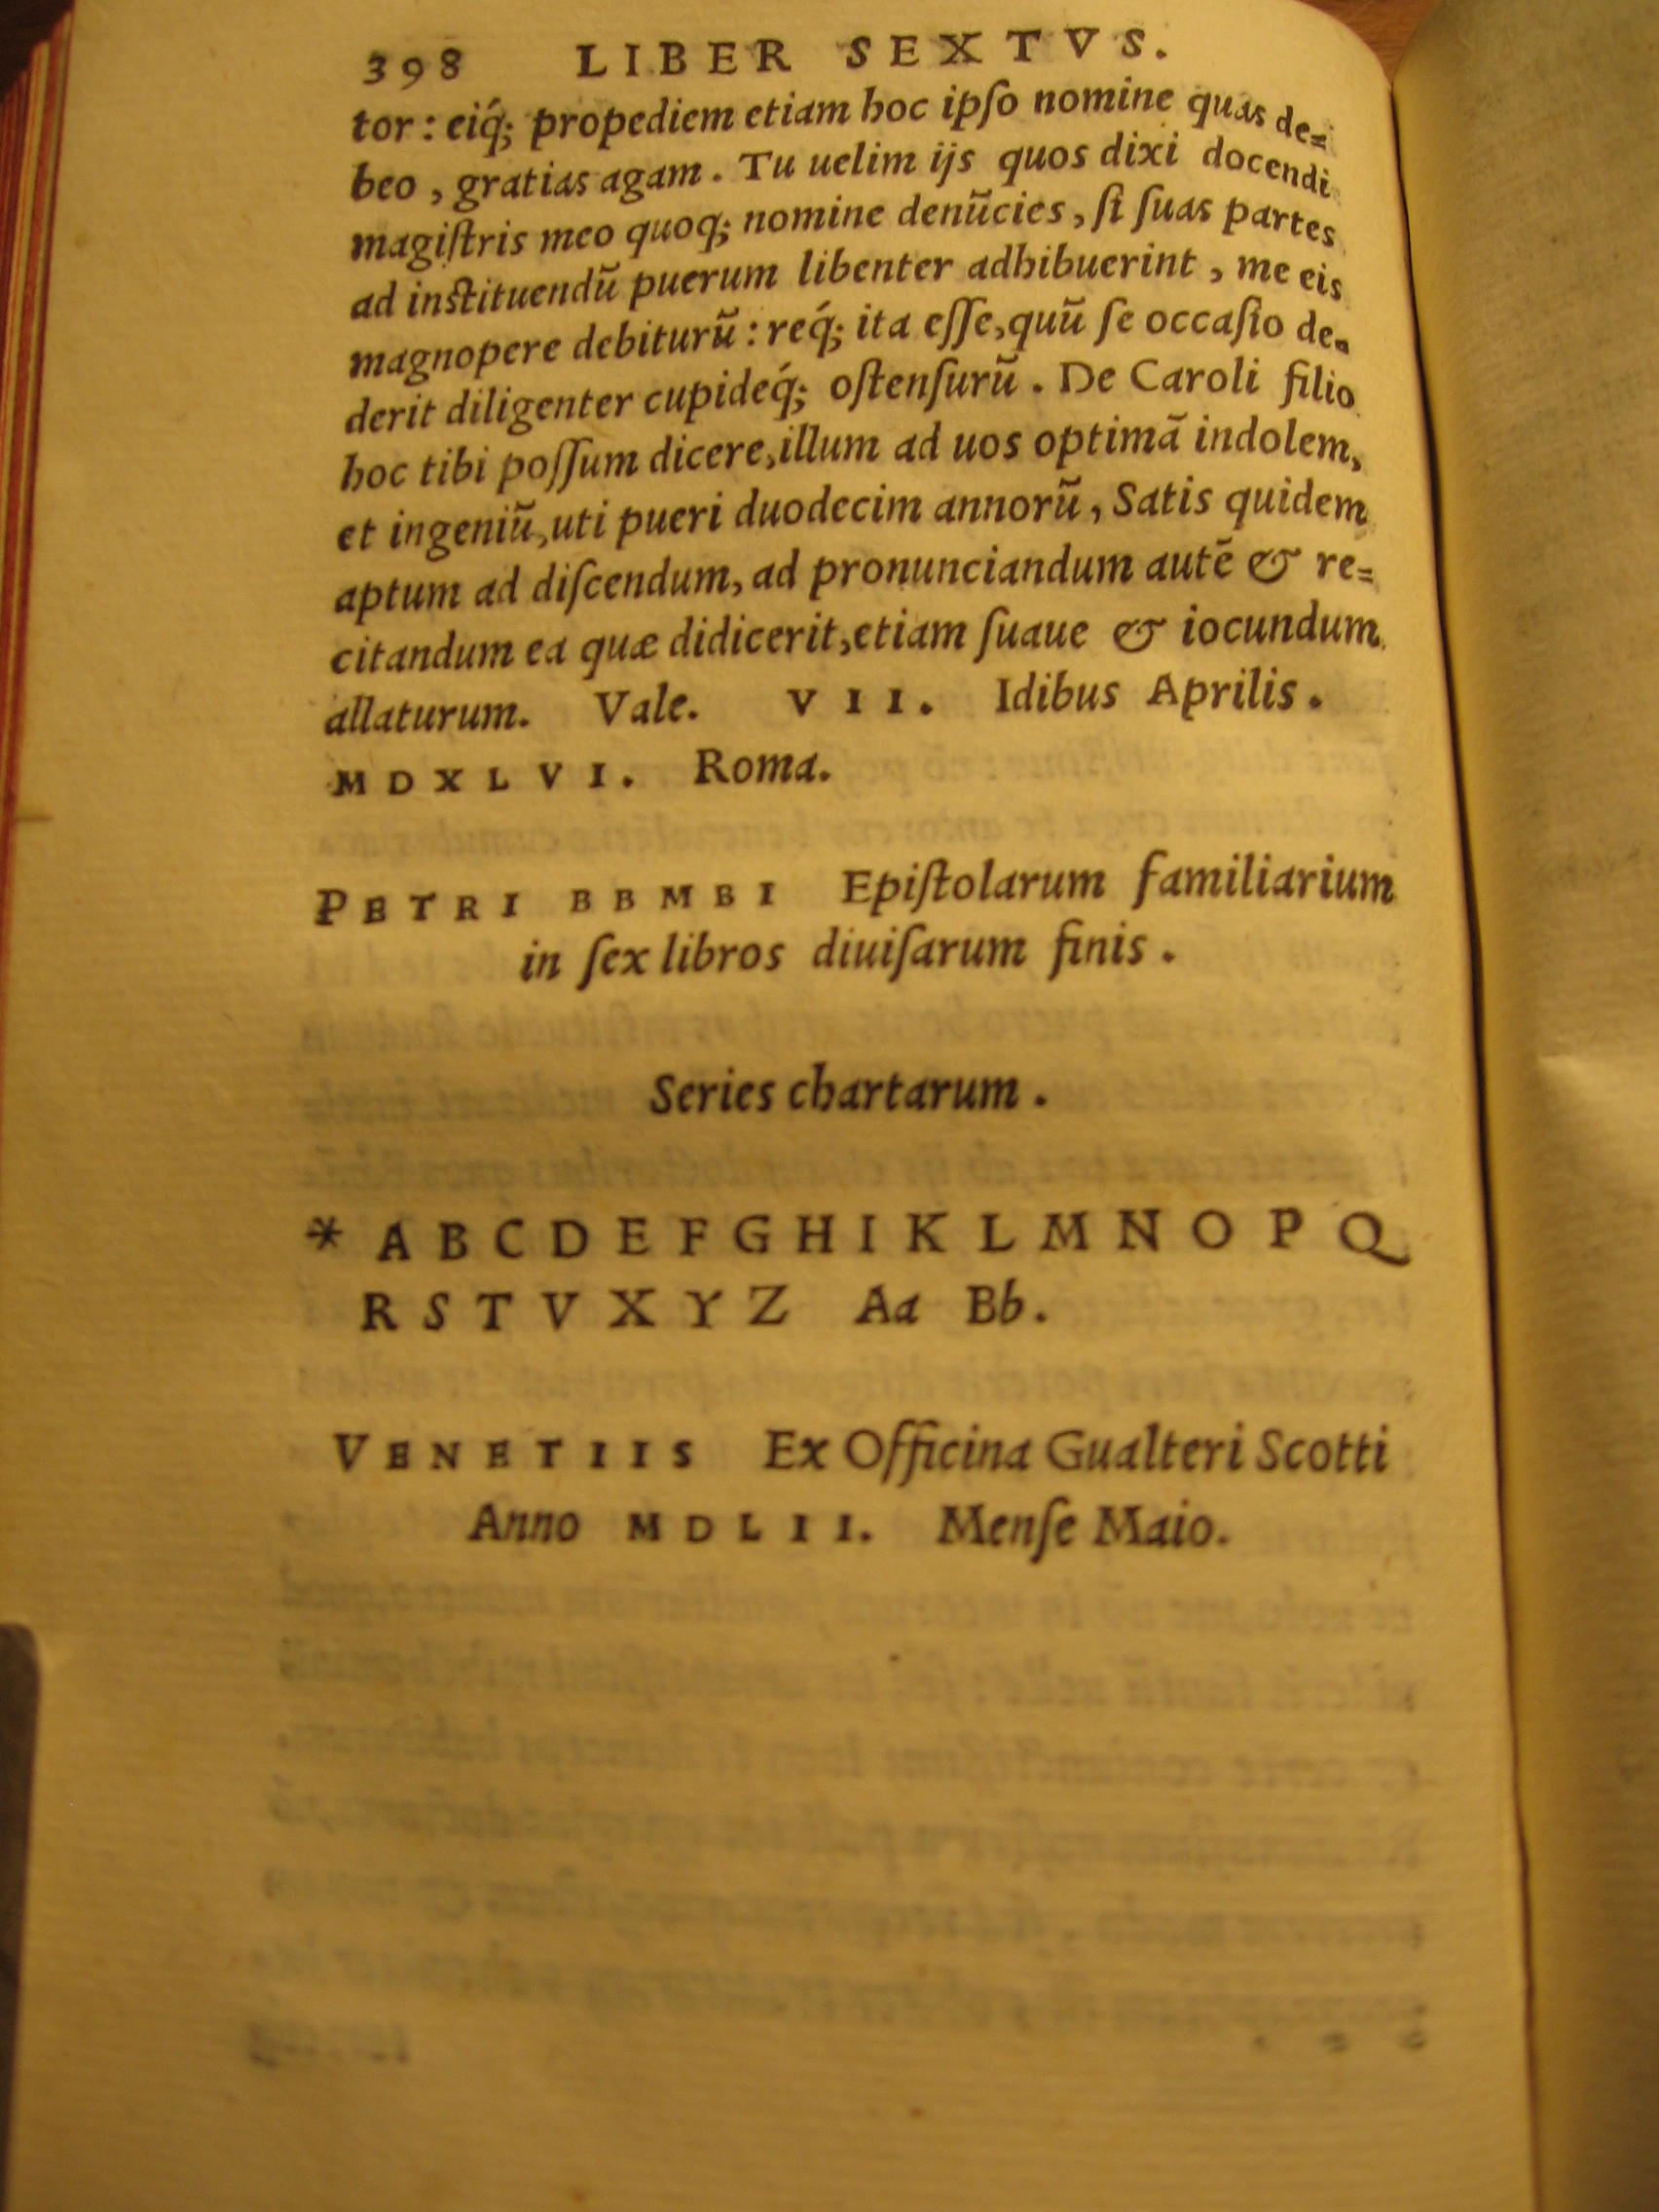 398 LIBER SEXTVS.
tor : eiq́; propediem etiam hoc ipſo nomine quas de=
beo , gratias agam . Tu uelim ijs quos dixi docendi
magiſtris meo quoq; nomine denũcies , ſi ſuas partes
ad instituendũ puerum libenter adhibuerint , me eis
magnopere debiturũ : req́; ita eſſe, quũ ſe occaſio de=
derit diligenter cupideq́; oſtenſurũ . De Caroli filio
hoc tibi poſſum dicere, illum ad uos optimã indolem,
et ingeniũ, uti pueri duodecim annorũ , Satis quidem
aptum ad diſcendum, ad pronunciandum autẽ & re=
citandum ea quæ didicerit, etiam ſuaue & iocundum
allaturum. Vale. VII. Idibus Aprilis .
MDXLVI. Roma.
PETRI BBMBI Epiſtolarum familiarium
in ſex libros diuiſarum finis .
Series chartarum .
* A B C D E F G H I K L M N O P Q
R S T V X Y Z Aa Bb .
VENETIIS Ex Officina Gualteri Scotti
Anno MDLII. Menſe Maio.